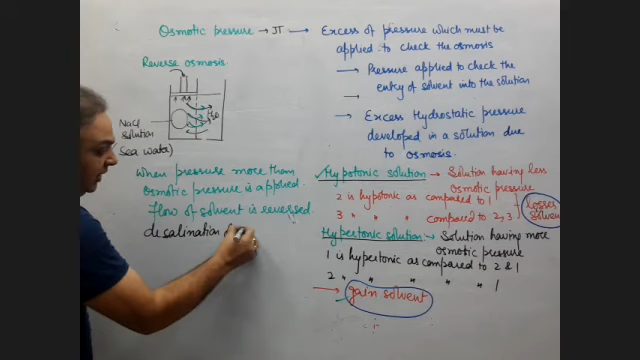 Osmotic pressure → π → Excess of pressure which must be
applied to check the osmosis
→ Pressure applied to check the
entry of solvent into the solution
→
→ Excess Hydrostatic Pressure
developed in a solution due
to osmosis.
Reverse osmosis
H2O
NaCl
solution
(sea water)
When pressure more than
Osmotic pressure is applied.
Flow of solvent is reversed.
desalination
✓ Hypotonic solution → Solution having less
osmotic pressure
2 is hypotonic as compared to 1
3 " " " compared to 2, 3
losses
solvent
Hypertonic solution → Solution having more
osmotic pressure
1 is hypertonic as compared to 2 & 1
2 " " " " " 1
→ gain solvent